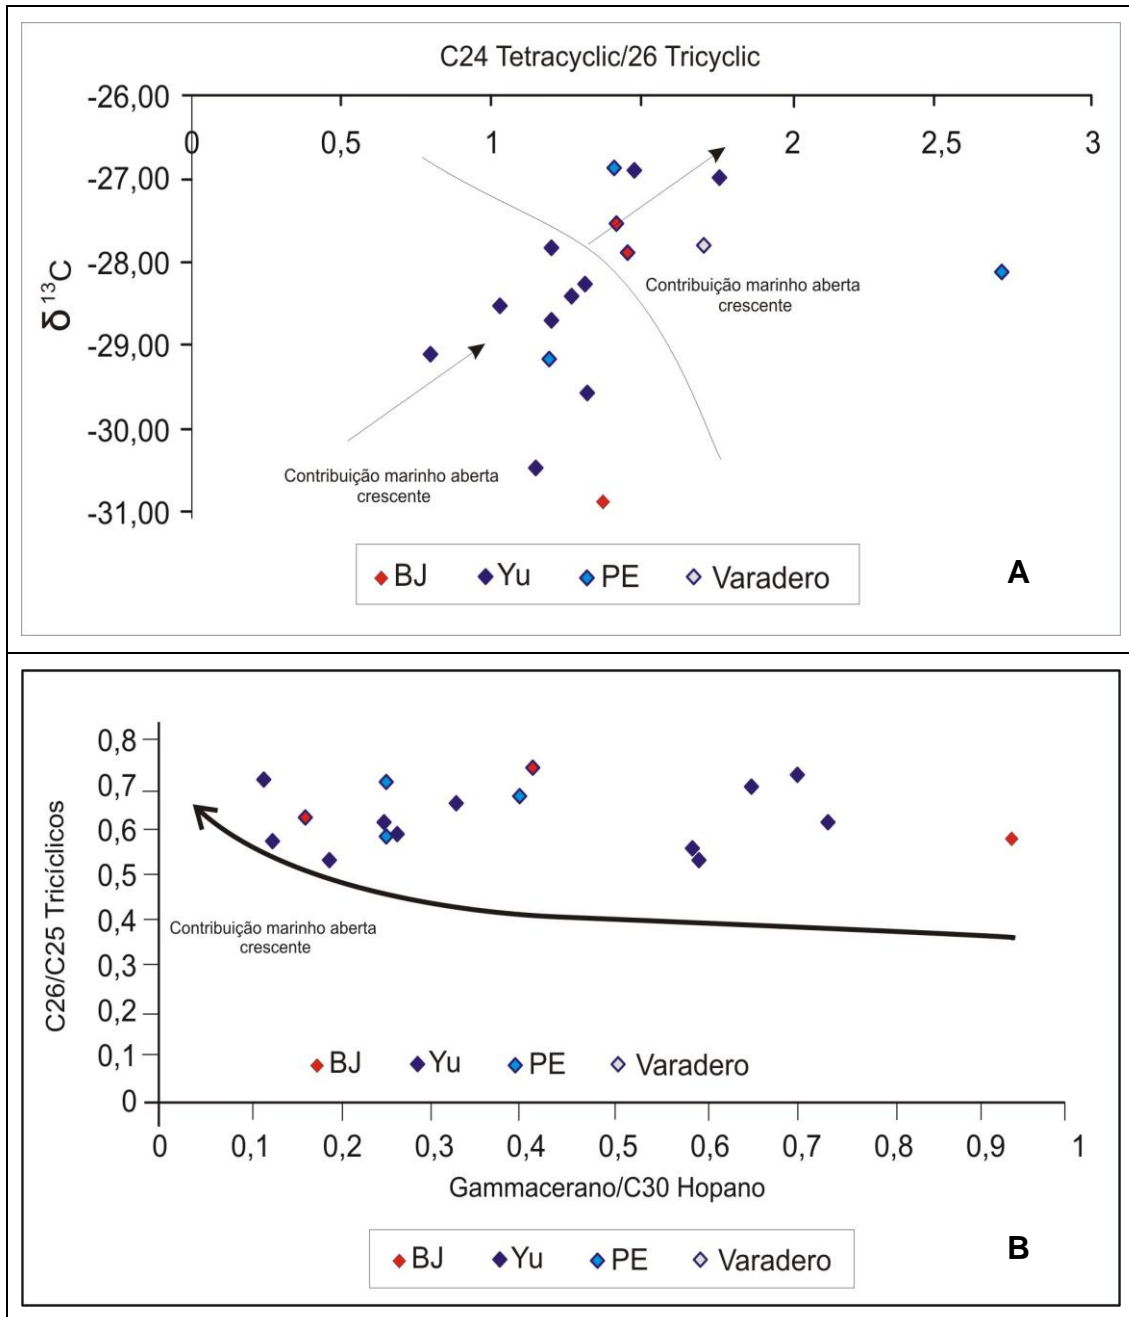 C24 Tetracyclic/26 Tricyclic
-26,00
0 0,5 1 2 2,5 3
-27,00
-28,00
-29,00
-30,00
-31,00
δ ¹³C
Contribuição marinho aberta
crescente
Contribuição marinho aberta
crescente
BJ Yu PE Varadero
A
0,8
0,7
0,6
0,5
0,4
0,3
0,2
0,1
0
C26/C25 Tricíclicos
Contribuição marinho aberta
crescente
BJ Yu PE Varadero
0 0,1 0,2 0,3 0,4 0,5 0,6 0,7 0,8 0,9 1
Gammacerano/C30 Hopano
BJ Yu PE Varadero
B